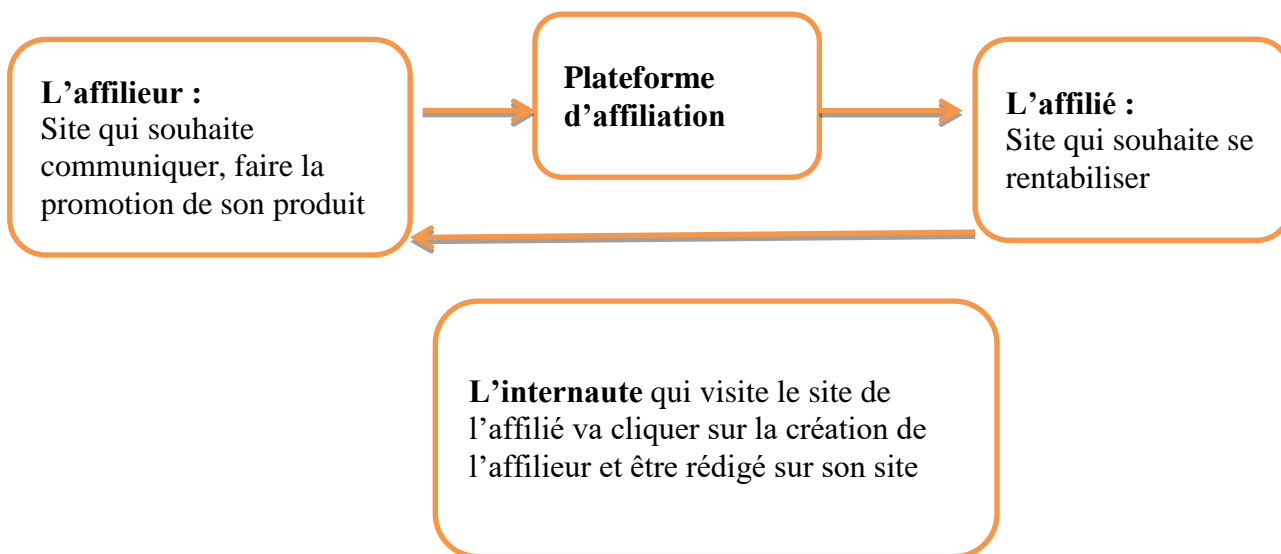 L’affilieur :
Site qui souhaite
communiquer, faire la
promotion de son produit
Plateforme
d’affiliation
L’affilié :
Site qui souhaite se
rentabiliser
L’internaute qui visite le site de
l’affilié va cliquer sur la création de
l’affilieur et être rédigé sur son site